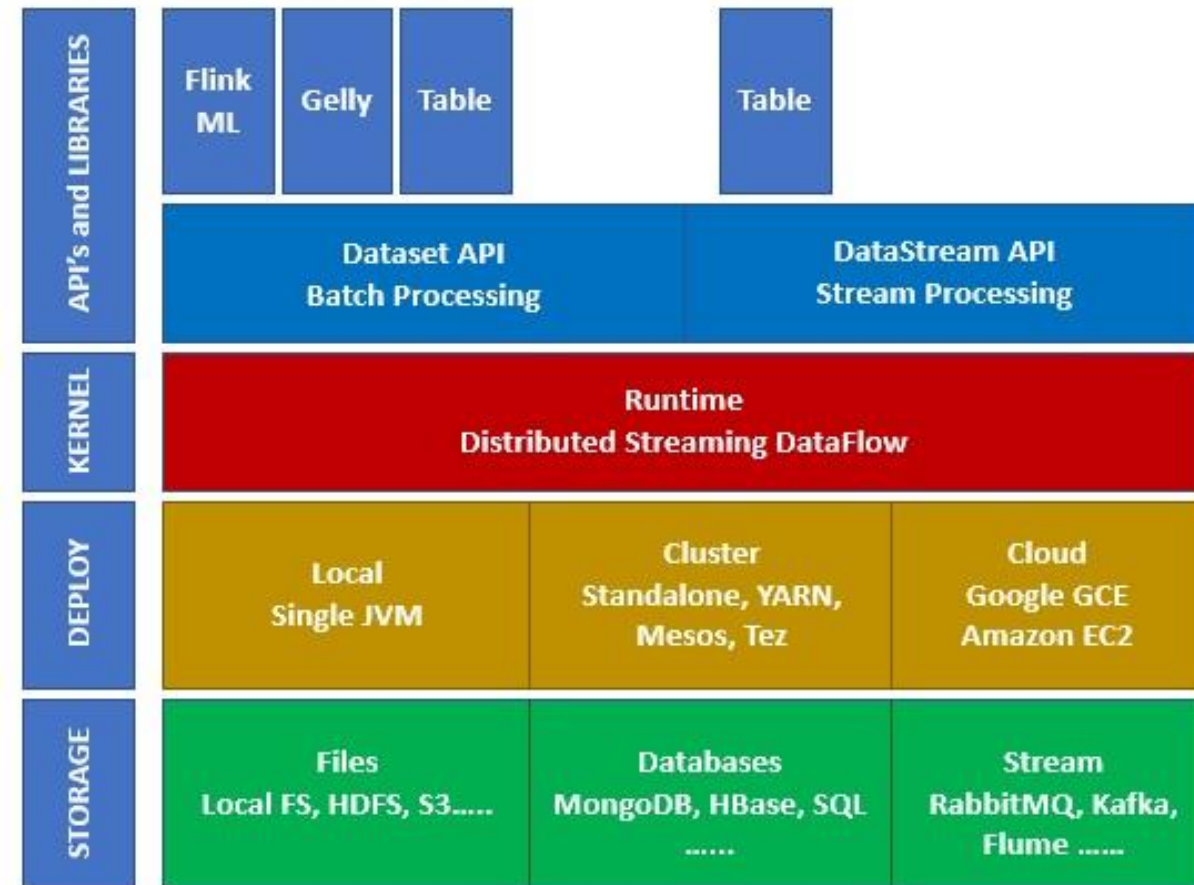 API's and LIBRARIES
Flink
ML
Gelly
Table
Table
Dataset API
Batch Processing
DataStream API
Stream Processing
KERNEL
Runtime
Distributed Streaming DataFlow
DEPLOY
Local
Single JVM
Cluster
Standalone, YARN,
Mesos, Tez
Cloud
Google GCE
Amazon EC2
STORAGE
Files
Local FS, HDFS, S3.....
Databases
MongoDB, HBase, SQL
......
Stream
RabbitMQ, Kafka,
Flume ......